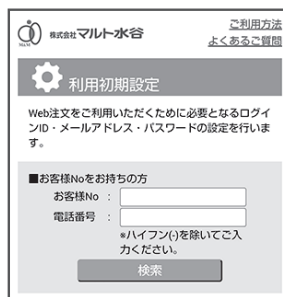 株式会社マルト水谷
ご利用方法
よくあるご質問
利用初期設定
Web注文をご利用いただくために必要となるログイ
ンID・メールアドレス・パスワードの設定を行いま
す。
■お客様Noをお持ちの方
お客様No :
電話番号 :
※ハイフン(-)を除いてご入
力ください。
検索